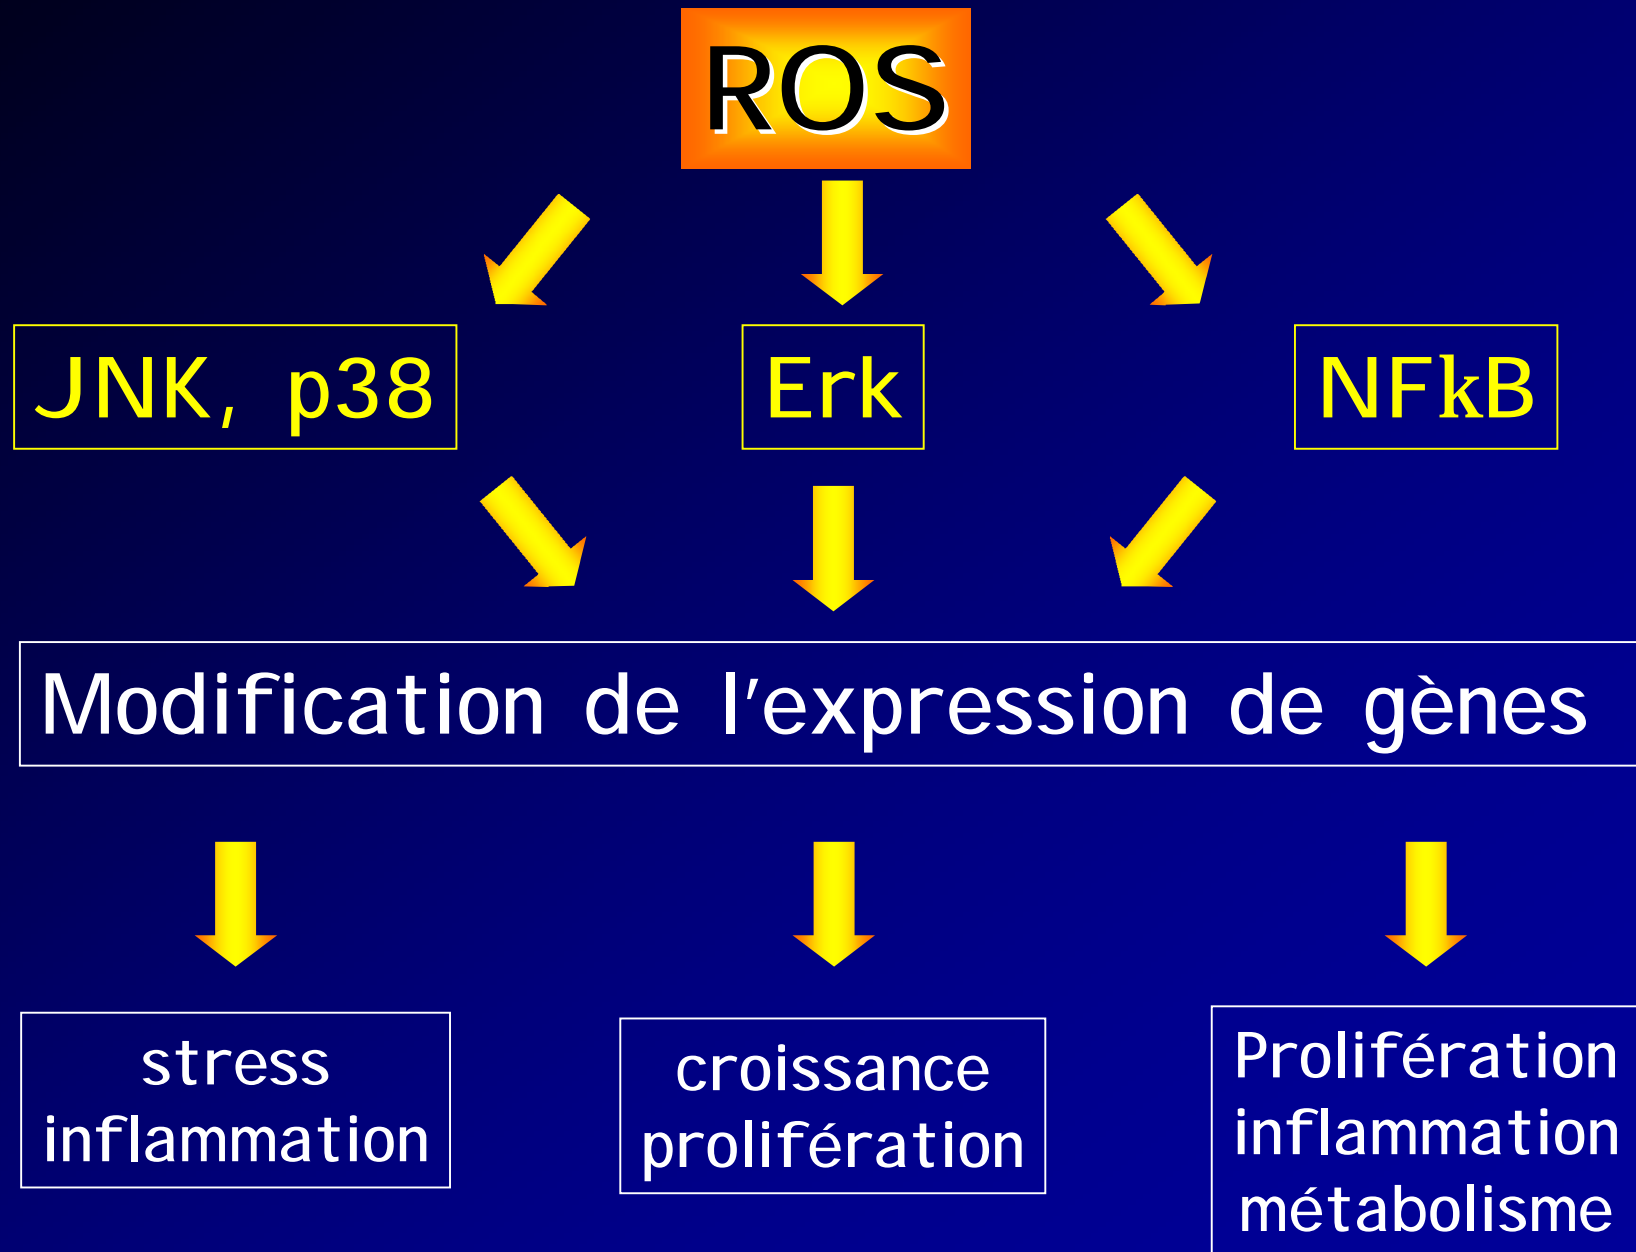 ROS
JNK, p38
Erk
NFkB
Modification de l'expression de gènes
stress
inflammation
croissance
prolifération
Prolifération
inflammation
métabolisme